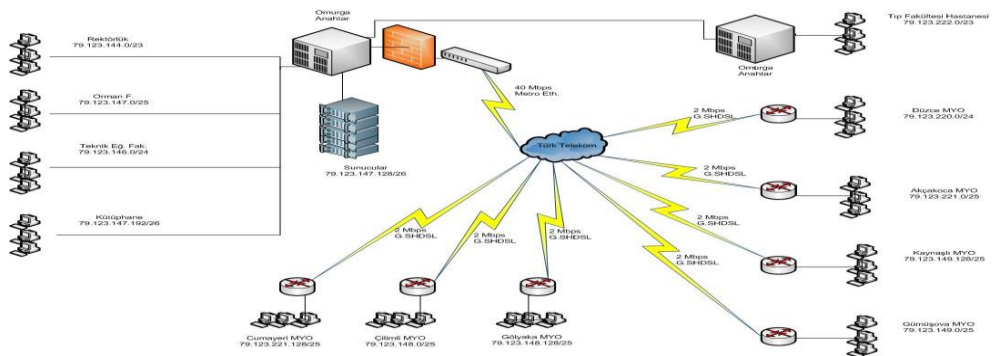 Omurga
Anahtar
Rektörlük
79.123.144.0/23
Orman F.
79.123.147.0/25
Teknik Eğ. Fak.
79.123.146.0/24
Kütüphane
79.123.147.192/26
Sunucular
79.123.147.128/26
40 Mbps
Metro Eth.
Türk Telekom
Omurga
Anahtar
Tıp Fakültesi Hastanesi
79.123.222.0/23
2 Mbps
G.SHDSL
Düzce MYO
79.123.220.0/24
2 Mbps
G.SHDSL
Akçakoca MYO
79.123.221.0/25
2 Mbps
G.SHDSL
Kaynaşlı MYO
79.123.149.128/25
2 Mbps
G.SHDSL
Gümüşova MYO
79.123.149.0/25
2 Mbps
G.SHDSL
Cumayeri MYO
79.123.221.128/25
2 Mbps
G.SHDSL
Çilimli MYO
79.123.148.0/25
2 Mbps
G.SHDSL
Gölyaka MYO
79.123.148.128/25